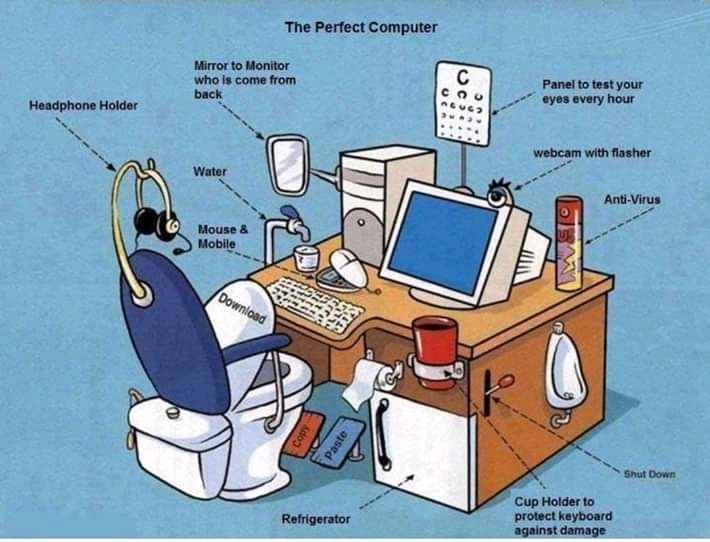 The Perfect Computer
Mirror to Monitor
who is come from
back
Panel to test your
eyes every hour
Headphone Holder
webcam with flasher
Water
Anti-Virus
Mouse &
Mobile
Download
Copy
Paste
Shut Down
Refrigerator
Cup Holder to
protect keyboard
against damage